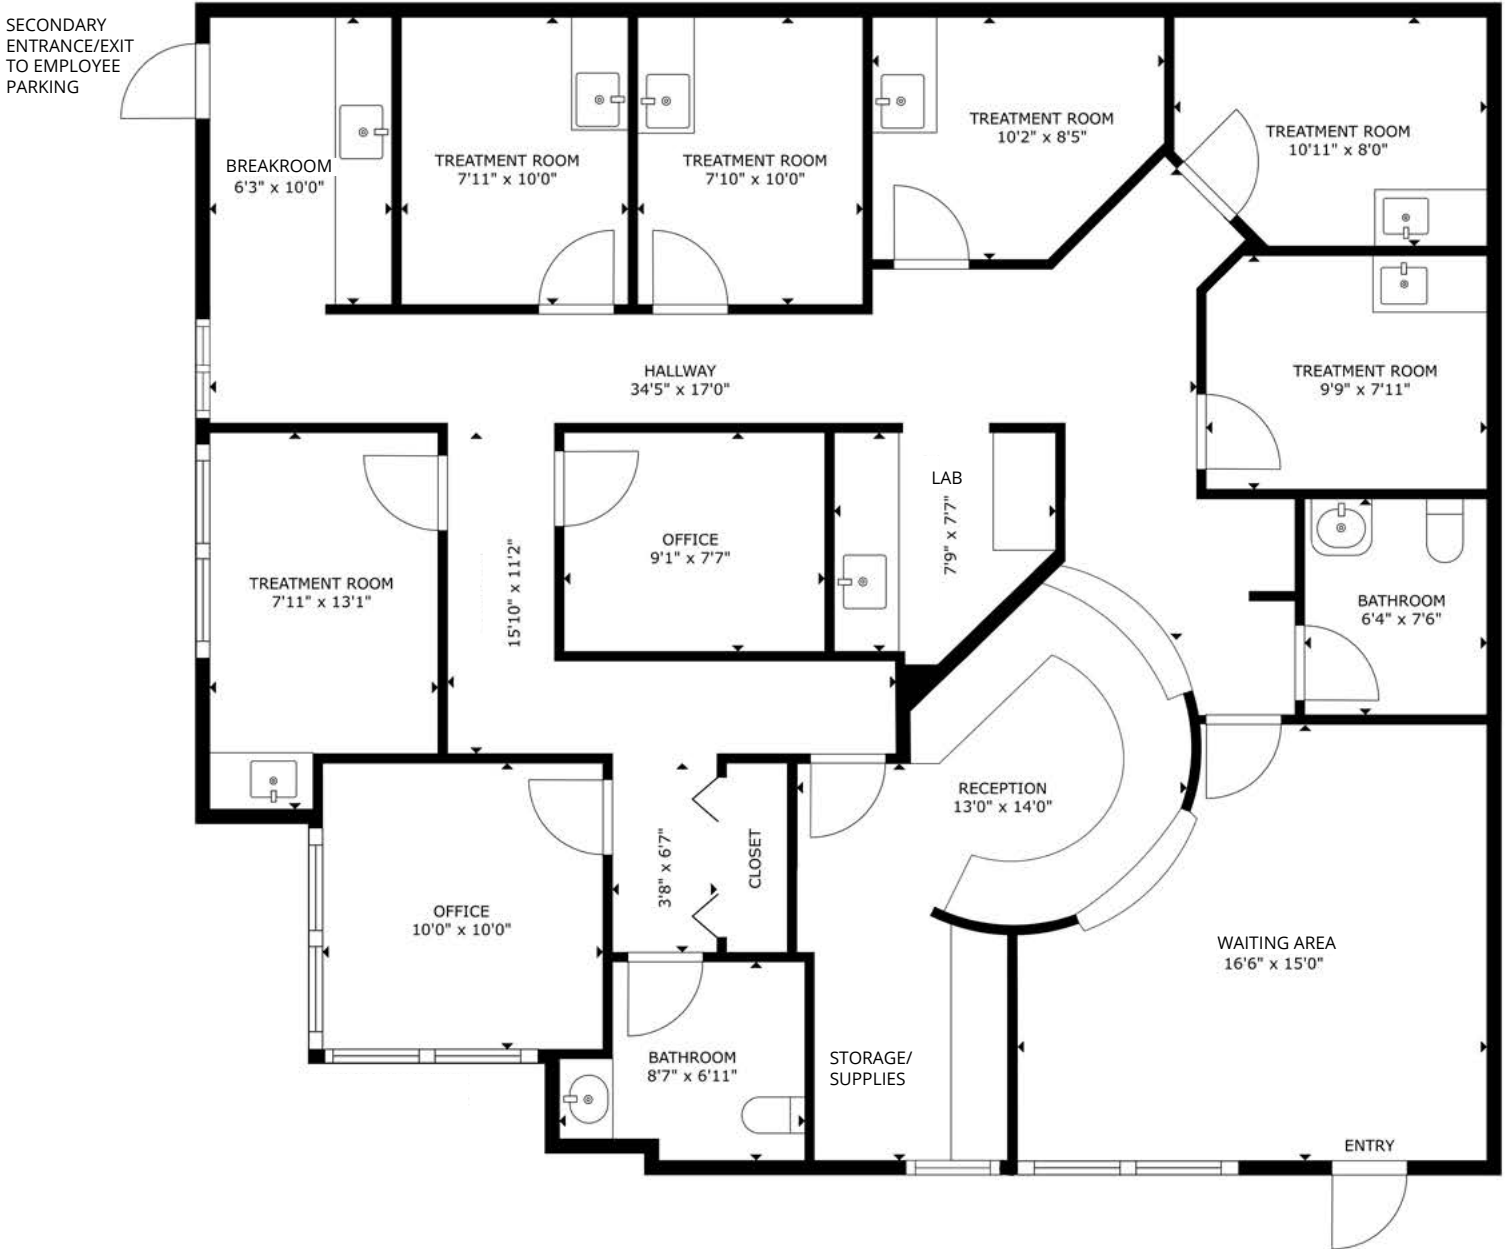 SECONDARY
ENTRANCE/EXIT
TO EMPLOYEE
PARKING
BREAKROOM
6'3" x 10'0"
TREATMENT ROOM
7'11" x 10'0"
TREATMENT ROOM
7'10" x 10'0"
TREATMENT ROOM
10'2" x 8'5"
TREATMENT ROOM
10'11" x 8'0"
HALLWAY
34'5" x 17'0"
TREATMENT ROOM
9'9" x 7'11"
TREATMENT ROOM
7'11" x 13'1"
15'10" x 11'2"
OFFICE
9'1" x 7'7"
LAB
7'9" x 7'7"
BATHROOM
6'4" x 7'6"
RECEPTION
13'0" x 14'0"
3'8" x 6'7"
CLOSET
OFFICE
10'0" x 10'0"
WAITING AREA
16'6" x 15'0"
BATHROOM
8'7" x 6'11"
STORAGE/
SUPPLIES
ENTRY